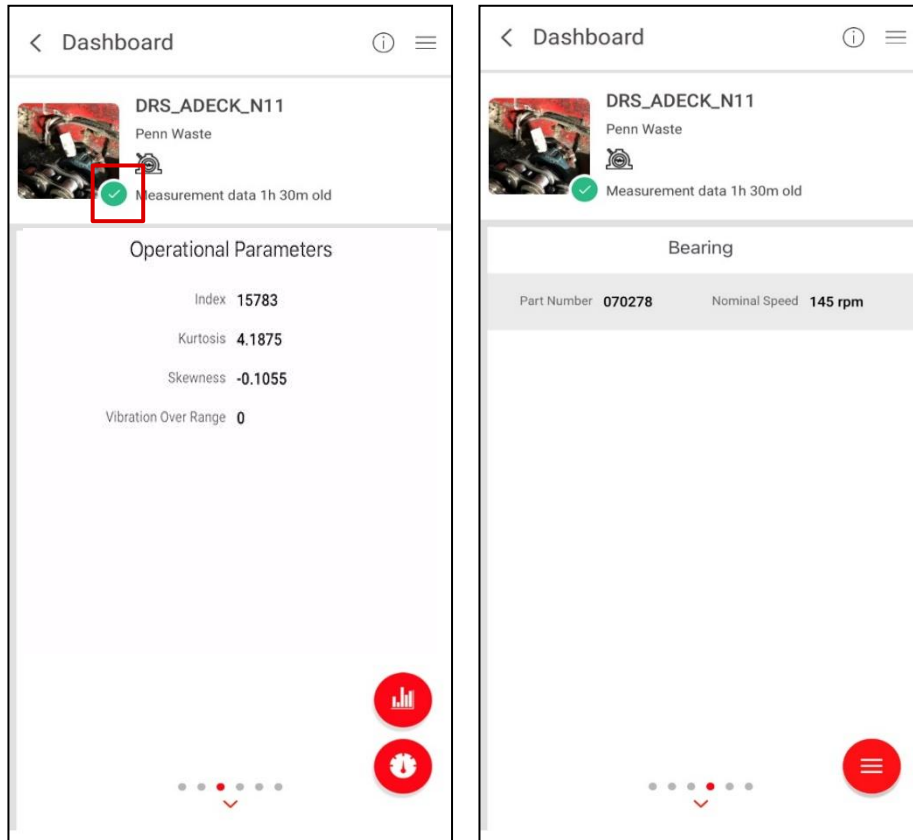 Dashboard
DRS_ADECK_N11
Penn Waste
Measurement data 1h 30m old
Operational Parameters
Index 15783
Kurtosis 4.1875
Skewness -0.1055
Vibration Over Range 0
Dashboard
DRS_ADECK_N11
Penn Waste
Measurement data 1h 30m old
Bearing
Part Number 070278 Nominal Speed 145 rpm